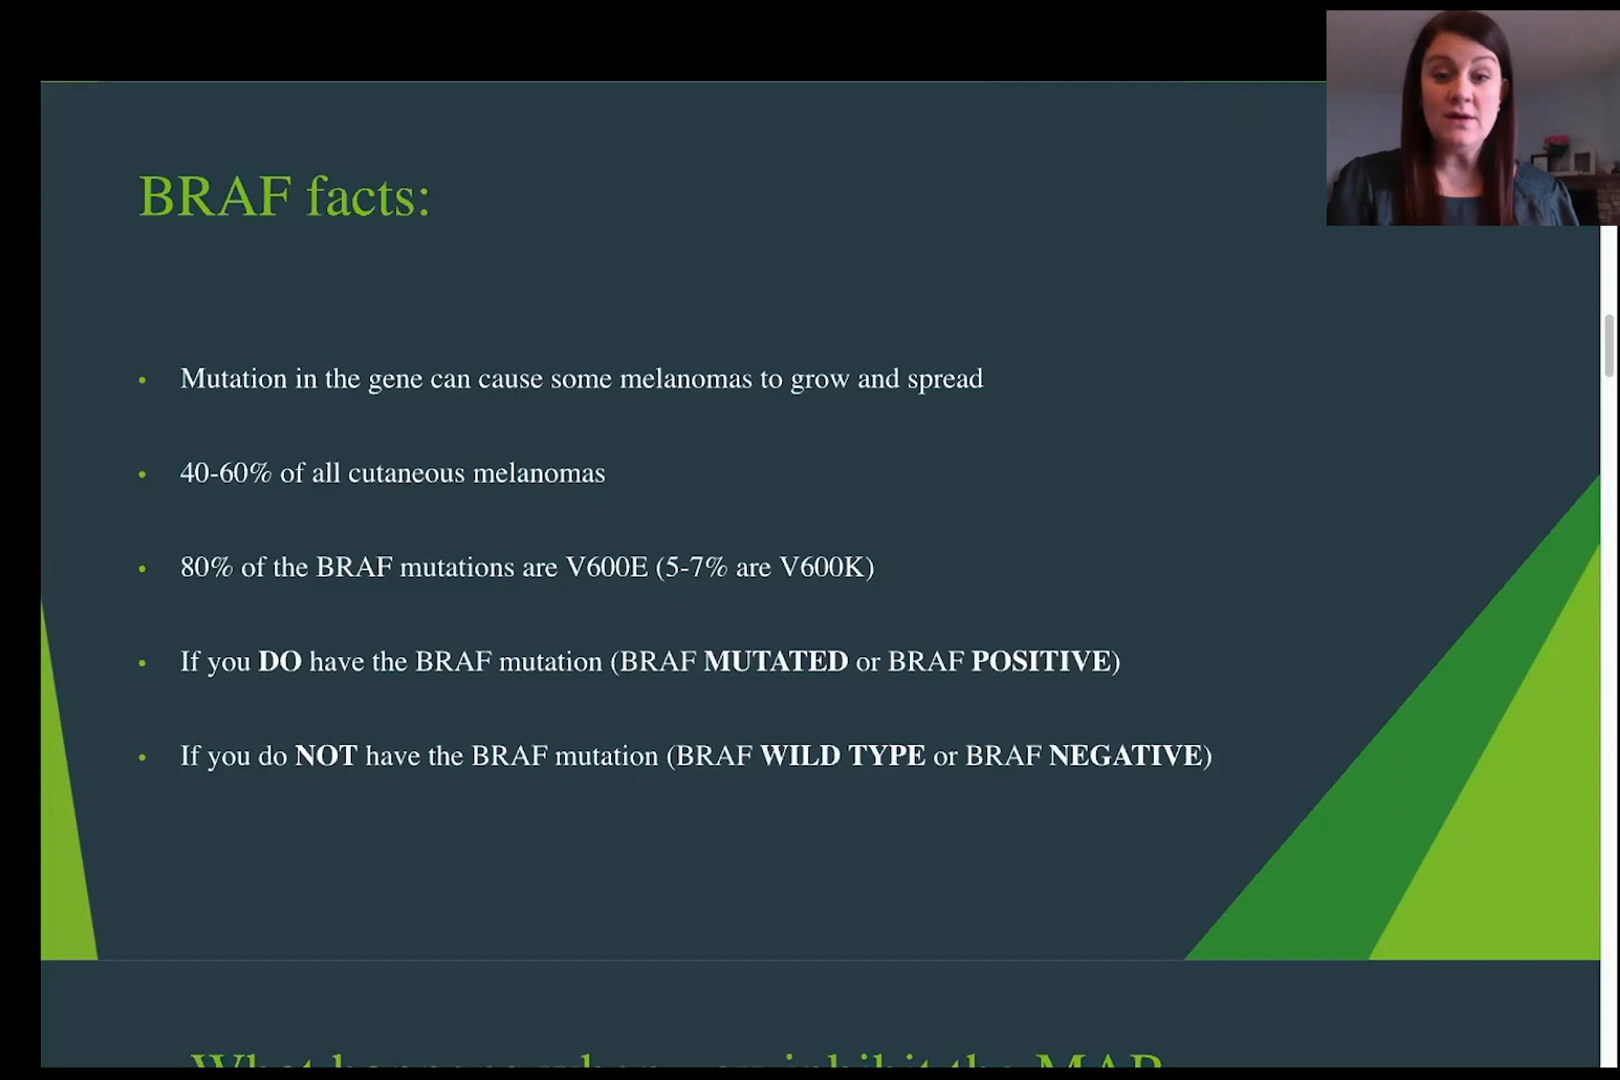 BRAF facts:
• Mutation in the gene can cause some melanomas to grow and spread
• 40-60% of all cutaneous melanomas
• 80% of the BRAF mutations are V600E (5-7% are V600K)
• If you DO have the BRAF mutation (BRAF MUTATED or BRAF POSITIVE)
• If you do NOT have the BRAF mutation (BRAF WILD TYPE or BRAF NEGATIVE)
What happens when you inhibit the MAP